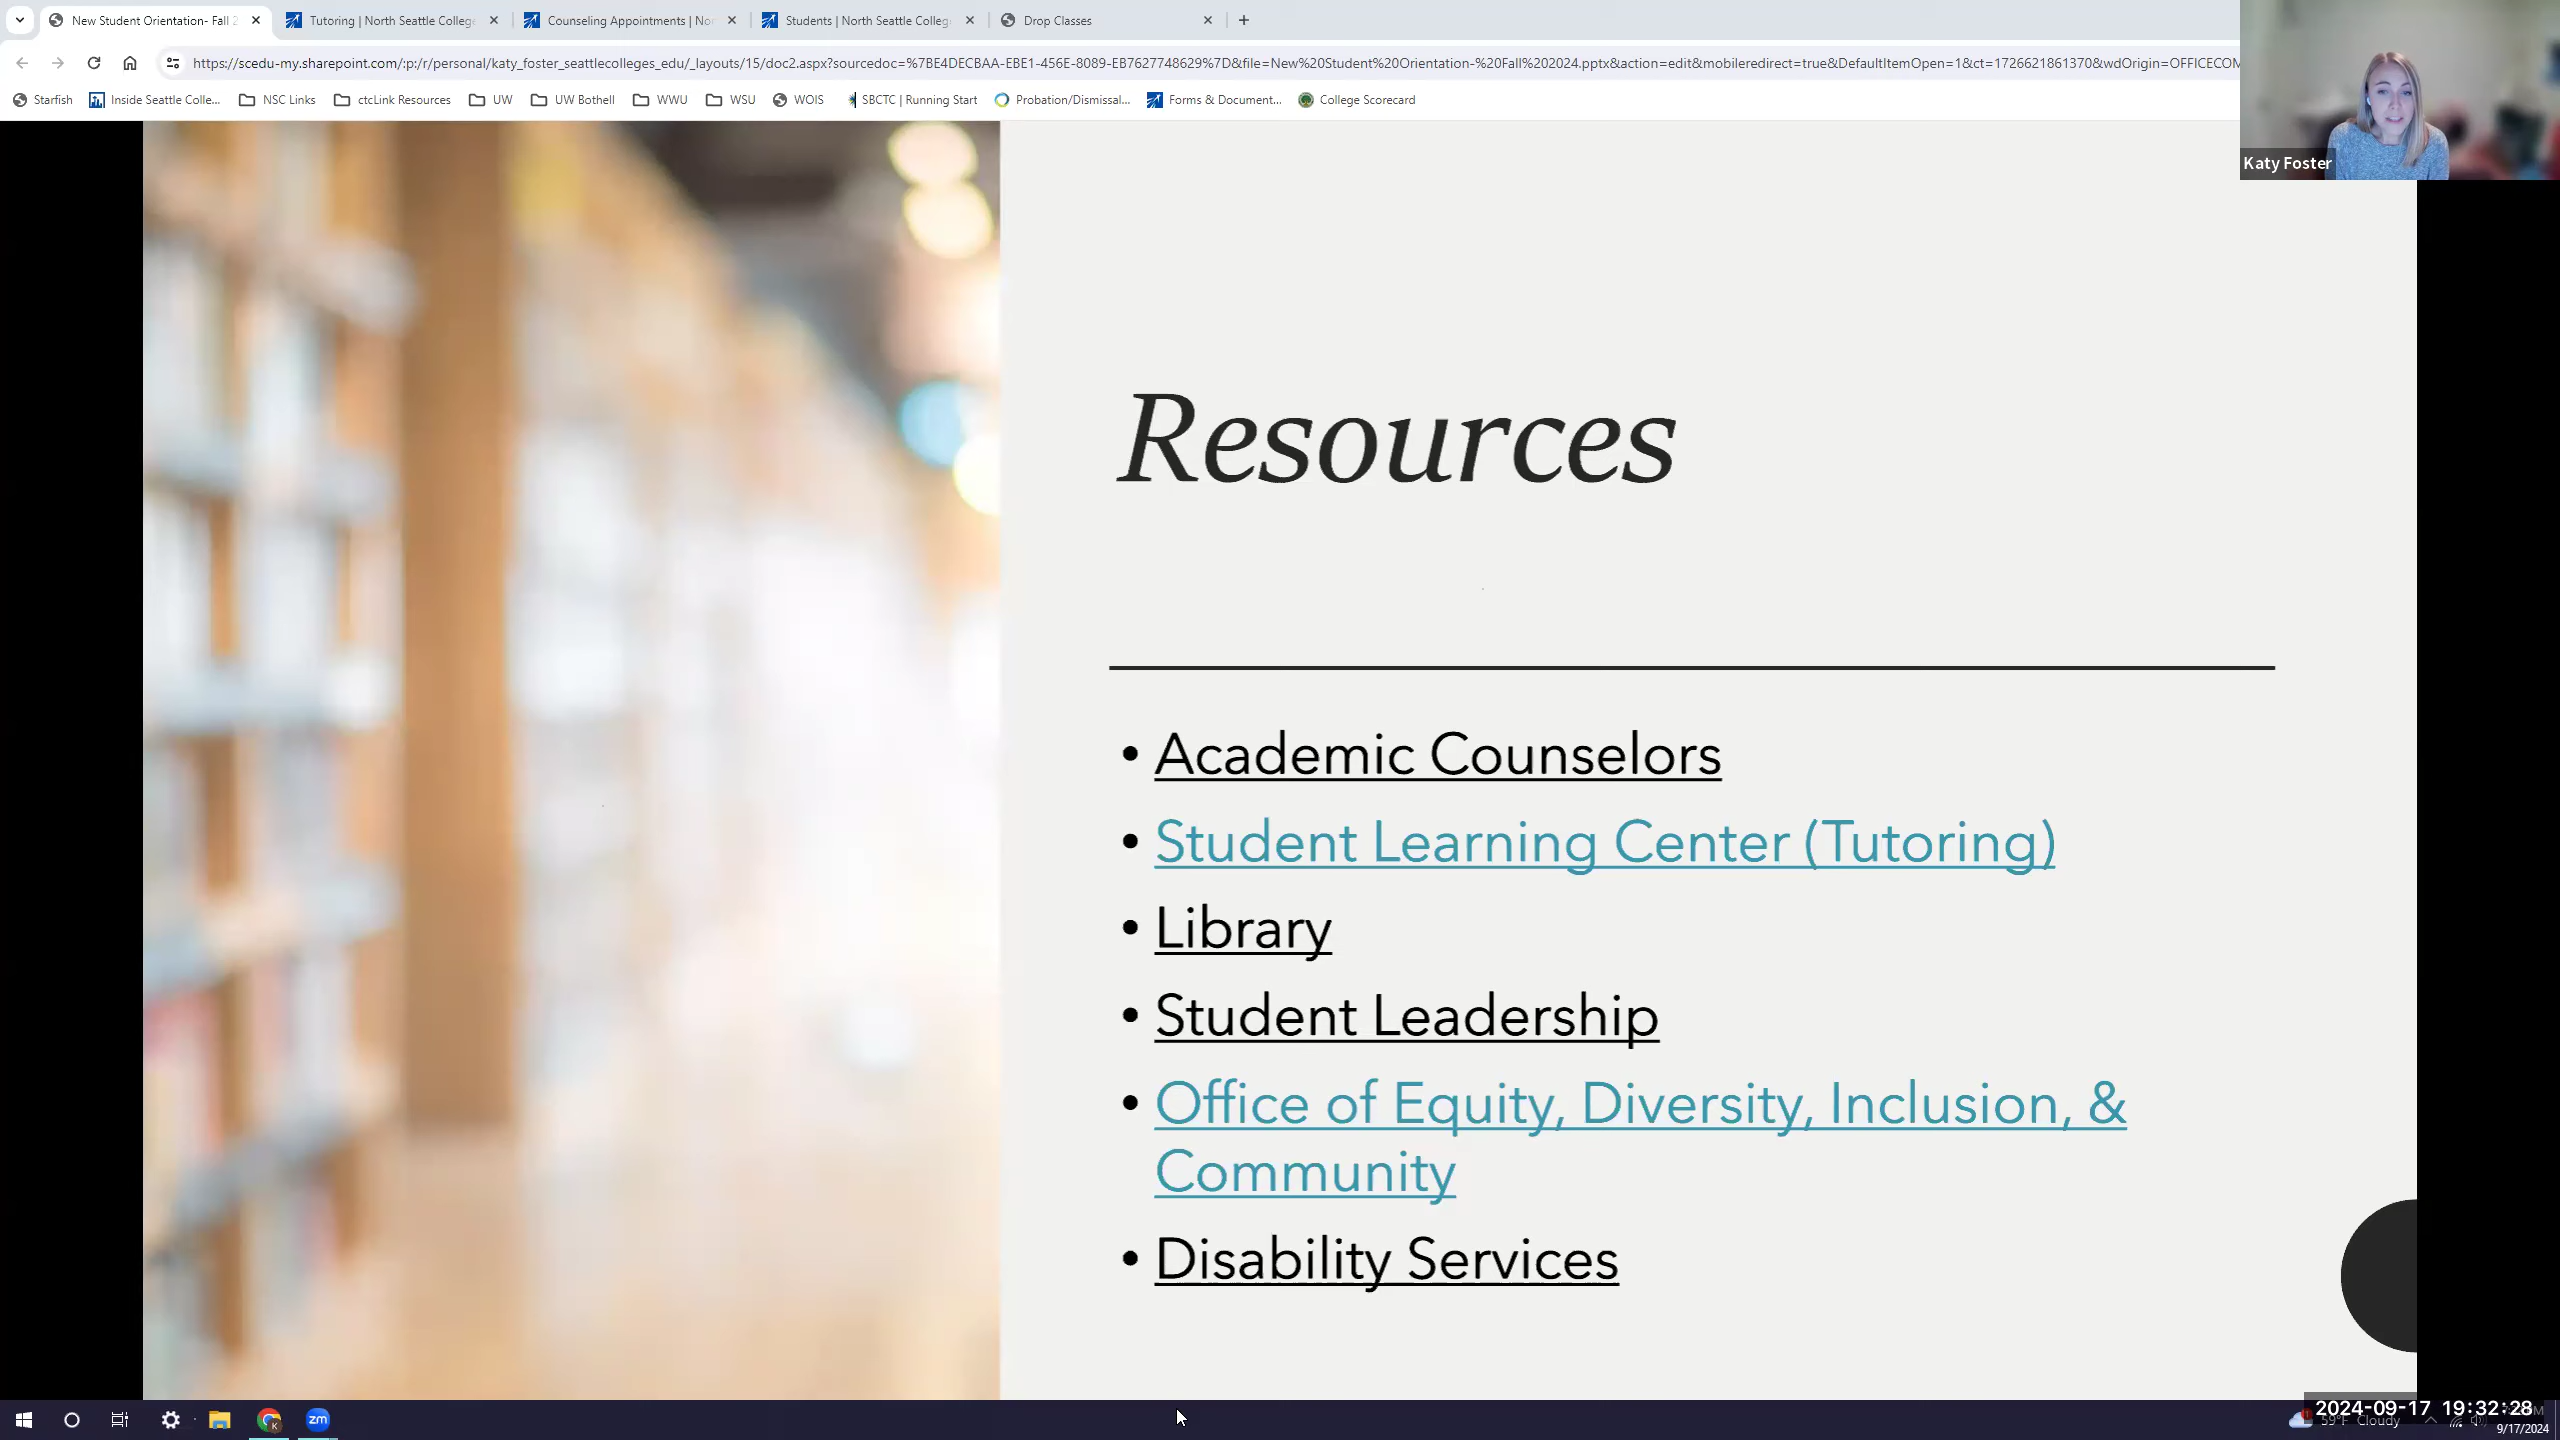 New Student Orientation- Fall 2
Tutoring | North Seattle College
Counseling Appointments | No
Students | North Seattle Colleg
Drop Classes
https://scedu-my.sharepoint.com/:p:/r/personal/katy_foster_seattlecolleges_edu/_layouts/15/doc2.aspx?sourcedoc=%7BE4DECBAA-EBE1-456E-8089-EB7627748629%7D&file=New%20Student%20Orientation-%20Fall%202024.pptx&action=edit&mobileredirect=true&DefaultItemOpen=1&ct=1726621861370&wdOrigin=OFFICECOM
Starfish
Inside Seattle Colle...
NSC Links
ctcLink Resources
UW
UW Bothell
WWU
WSU
WOIS
SBCTC | Running Start
Probation/Dismissal...
Forms & Document...
College Scorecard
Katy Foster
Resources
• Academic Counselors
• Student Learning Center (Tutoring)
• Library
• Student Leadership
• Office of Equity, Diversity, Inclusion, &
Community
• Disability Services
zm
59°F Cloudy
2024-09-17 19:32:28
9/17/2024